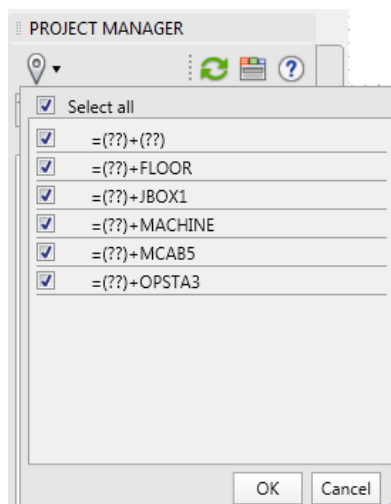 PROJECT MANAGER
?
Select all
=(??)+(??)
=(??)+FLOOR
=(??)+JBOX1
=(??)+MACHINE
=(??)+MCAB5
=(??)+OPSTA3
OK Cancel